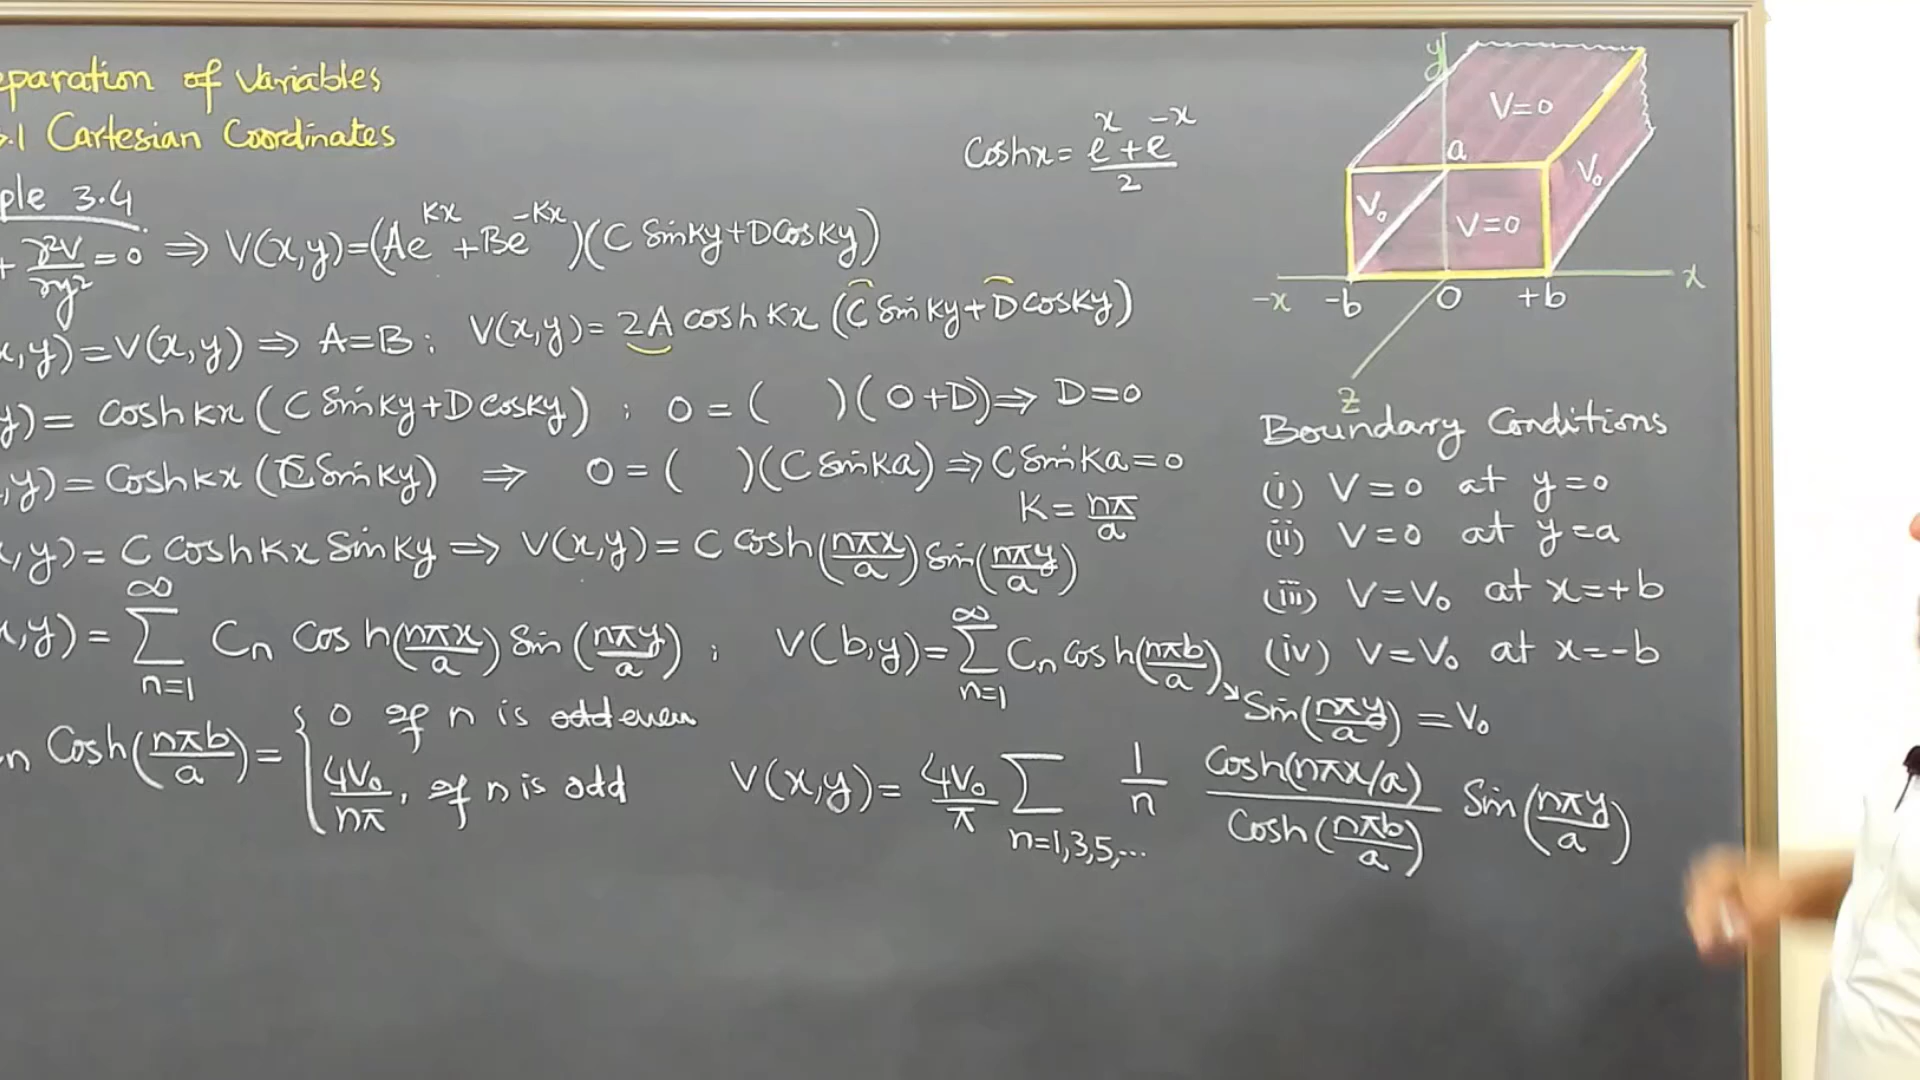 eparation of Variables
.1 Cartesian Coordinates
ple 3.4
Coshx = (e^x + e^-x)/2
+ ∂²V/∂y² = 0 ⇒ V(x,y) = (Ae^Kx + Be^-Kx)(C Sinky + D Cosky)
x,y) = V(x,y) ⇒ A = B ; V(x,y) = 2A cosh kx (C Sinky + D cosky)
y) = Coshkx (C Sinky + D Cosky) ; 0 = ( )(0+D) ⇒ D = 0
,y) = Coshkx (C Sinky) ⇒ 0 = ( )(C Sinka) ⇒ C Sinka = 0
K = nπ/a
x,y) = C Coshkx Sinky ⇒ V(x,y) = C Cosh(nπx/a) Sin(nπy/a)
x,y) = ∑_{n=1}^∞ Cn Cosh(nπx/a) Sin(nπy/a) ; V(b,y) = ∑_{n=1}^∞ Cn cosh(nπb/a)
Sin(nπy/a) = V₀
n Cosh(nπb/a) = { 0 if n is odd even
4V₀/nπ, if n is odd
V(x,y) = 4V₀/π ∑_{n=1,3,5,...} 1/n Cosh(nπx/a)/Cosh(nπb/a) Sin(nπy/a)
y
V=0
a
V₀
V₀
V=0
-x -b 0 +b x
z
Boundary Conditions
(i) V = 0 at y = 0
(ii) V = 0 at y = a
(iii) V = V₀ at x = +b
(iv) V = V₀ at x = -b